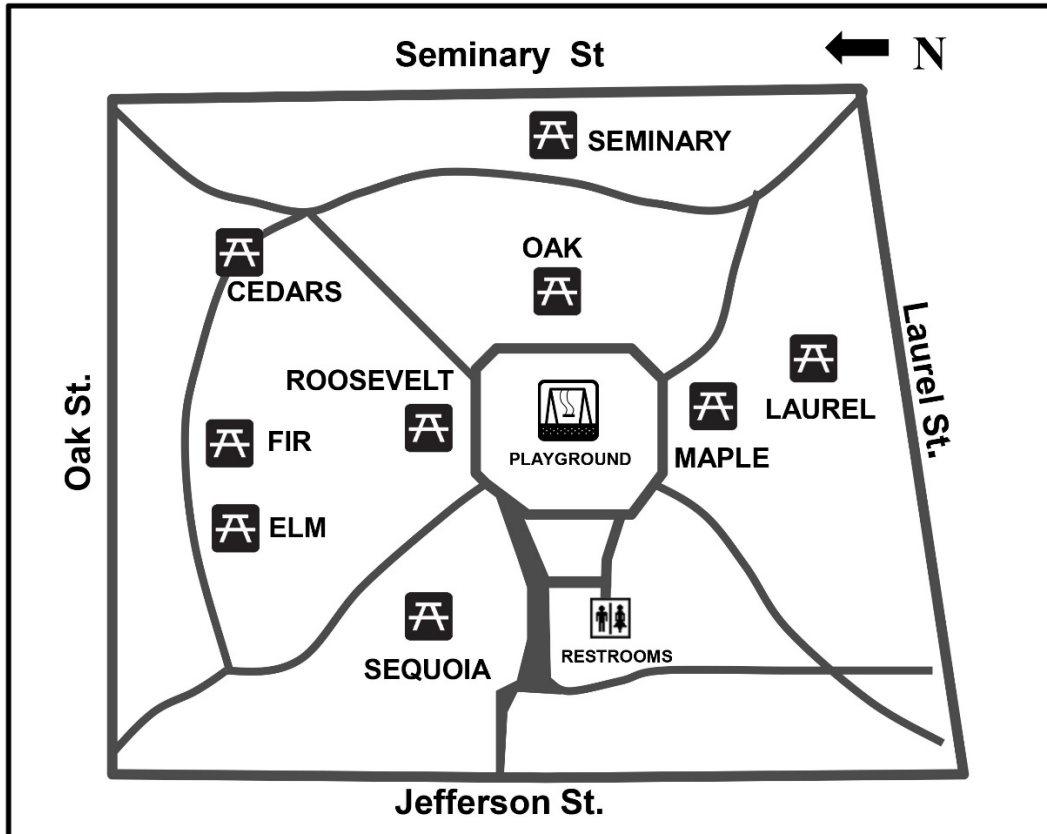 Seminary St
N
SEMINARY
OAK
CEDARS
Laurel St.
ROOSEVELT
LAUREL
Oak St.
FIR
PLAYGROUND
MAPLE
ELM
RESTROOMS
SEQUOIA
Jefferson St.